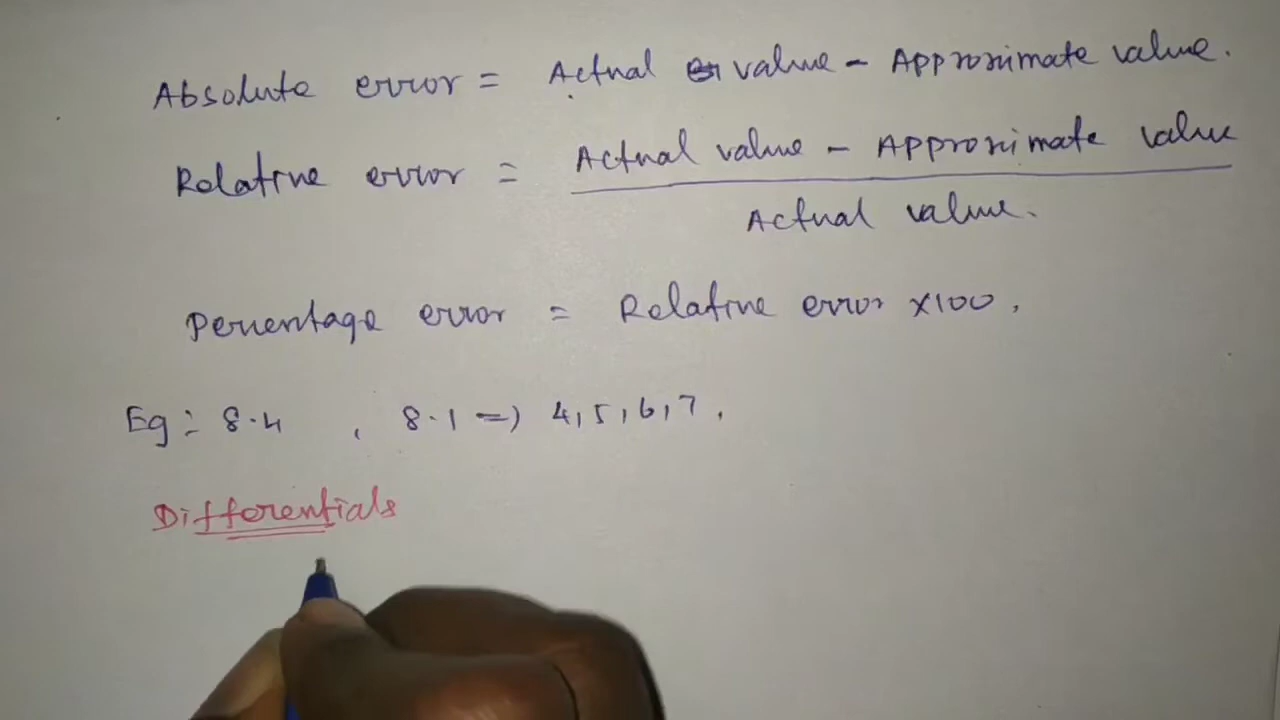 Absolute error = Actual value - Approximate value.
Relative error = Actual value - Approximate value
Actual value.
Percentage error = Relative error x100.
Eg:- 8.4 , 8.1 => 4,5,6,7.
Differentials